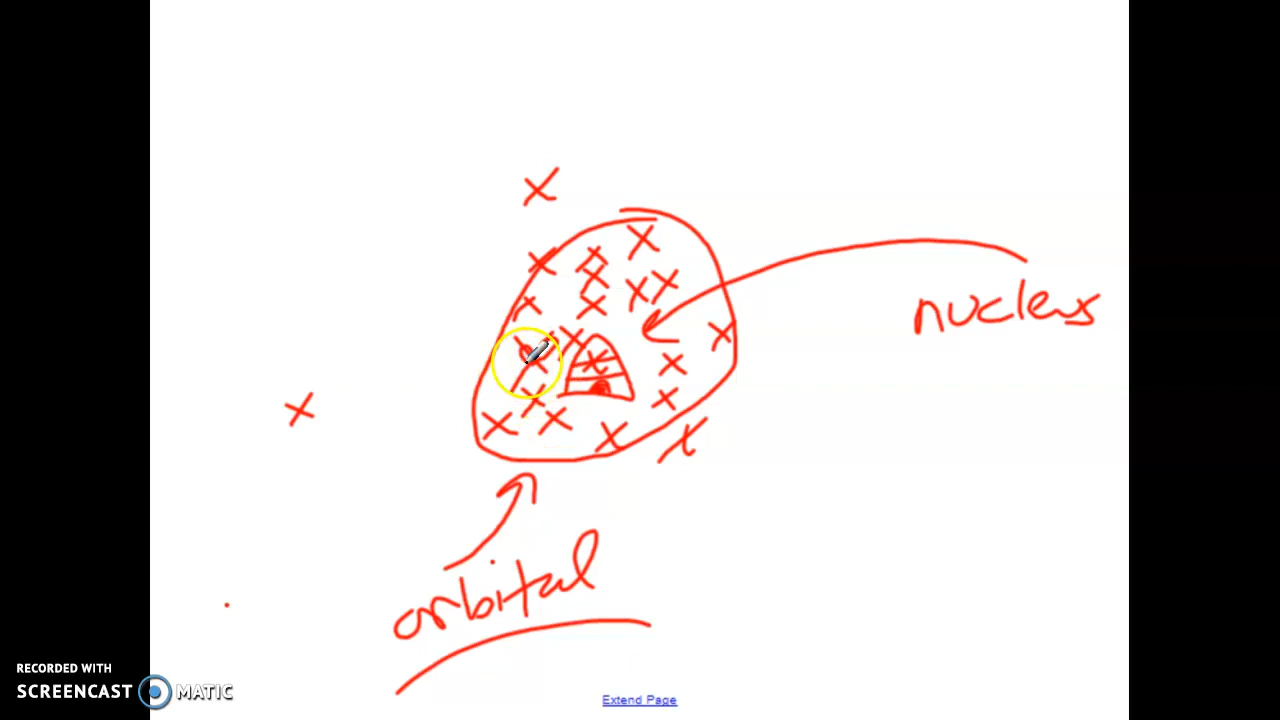 nucleus
orbital
Extend Page
RECORDED WITH
SCREENCAST MATIC